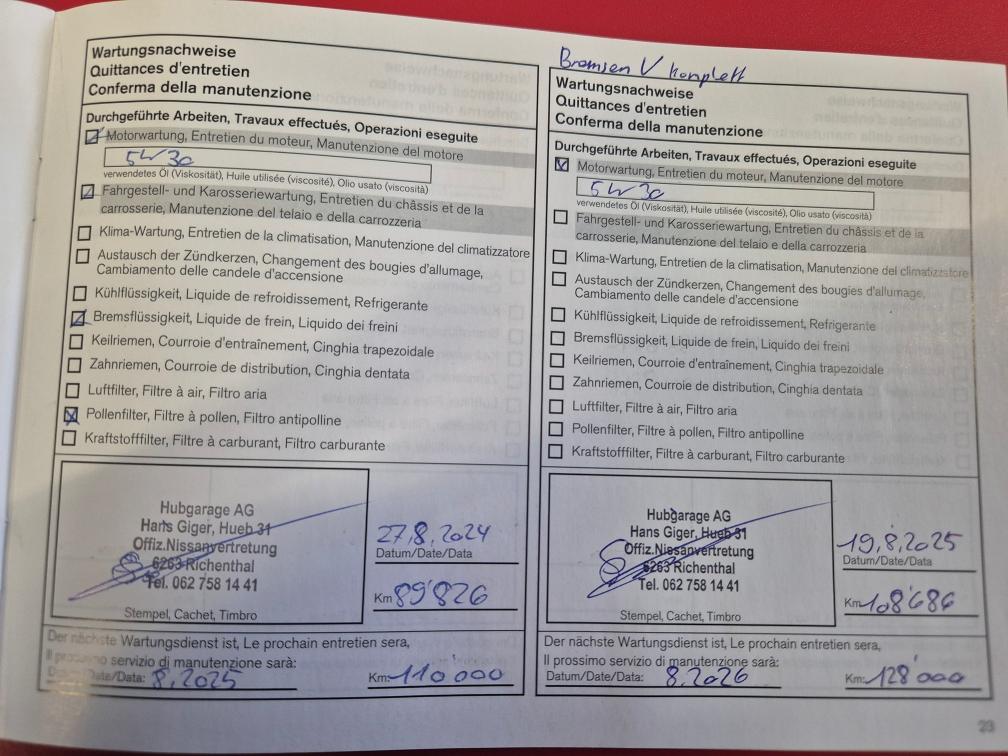 Wartungsnachweise
Quittances d'entretien
Conferma della manutenzione
Durchgeführte Arbeiten, Travaux effectués, Operazioni eseguite
Motorwartung, Entretien du moteur, Manutenzione del motore
5W30
verwendetes Öl (Viskosität), Huile utilisée (viscosité), Olio usato (viscosità)
Fahrgestell- und Karosseriewartung, Entretien du châssis et de la
carrosserie, Manutenzione del telaio e della carrozzeria
Klima-Wartung, Entretien de la climatisation, Manutenzione del climatizzatore
Austausch der Zündkerzen, Changement des bougies d'allumage,
Cambiamento delle candele d'accensione
Kühlflüssigkeit, Liquide de refroidissement, Refrigerante
Bremsflüssigkeit, Liquide de frein, Liquido dei freini
Keilriemen, Courroie d'entraînement, Cinghia trapezoidale
Zahnriemen, Courroie de distribution, Cinghia dentata
Luftfilter, Filtre à air, Filtro aria
Pollenfilter, Filtre à pollen, Filtro antipolline
Kraftstofffilter, Filtre à carburant, Filtro carburante
Hubgarage AG
Hans Giger, Hueb 31
Offiz.Nissanvertretung
6263 Richenthal
Tel. 062 758 14 41
Stempel, Cachet, Timbro
27,8,2024
Datum/Date/Data
Km 89'826
Der nächste Wartungsdienst ist, Le prochain entretien sera,
Il prossimo servizio di manutenzione sarà:
Datum/Date/Data: 8.2025 Km: 110'000
Bremsen V komplett
Wartungsnachweise
Quittances d'entretien
Conferma della manutenzione
Durchgeführte Arbeiten, Travaux effectués, Operazioni eseguite
Motorwartung, Entretien du moteur, Manutenzione del motore
5W30
verwendetes Öl (Viskosität), Huile utilisée (viscosité), Olio usato (viscosità)
Fahrgestell- und Karosseriewartung, Entretien du châssis et de la
carrosserie, Manutenzione del telaio e della carrozzeria
Klima-Wartung, Entretien de la climatisation, Manutenzione del climatizzatore
Austausch der Zündkerzen, Changement des bougies d'allumage,
Cambiamento delle candele d'accensione
Kühlflüssigkeit, Liquide de refroidissement, Refrigerante
Bremsflüssigkeit, Liquide de frein, Liquido dei freini
Keilriemen, Courroie d'entraînement, Cinghia trapezoidale
Zahnriemen, Courroie de distribution, Cinghia dentata
Luftfilter, Filtre à air, Filtro aria
Pollenfilter, Filtre à pollen, Filtro antipolline
Kraftstofffilter, Filtre à carburant, Filtro carburante
Hubgarage AG
Hans Giger, Hueb 31
Offiz.Nissanvertretung
6263 Richenthal
Tel. 062 758 14 41
Stempel, Cachet, Timbro
19,8,2025
Datum/Date/Data
Km 108'686
Der nächste Wartungsdienst ist, Le prochain entretien sera,
Il prossimo servizio di manutenzione sarà:
Datum/Date/Data: 8.2026 Km: 128'000
23